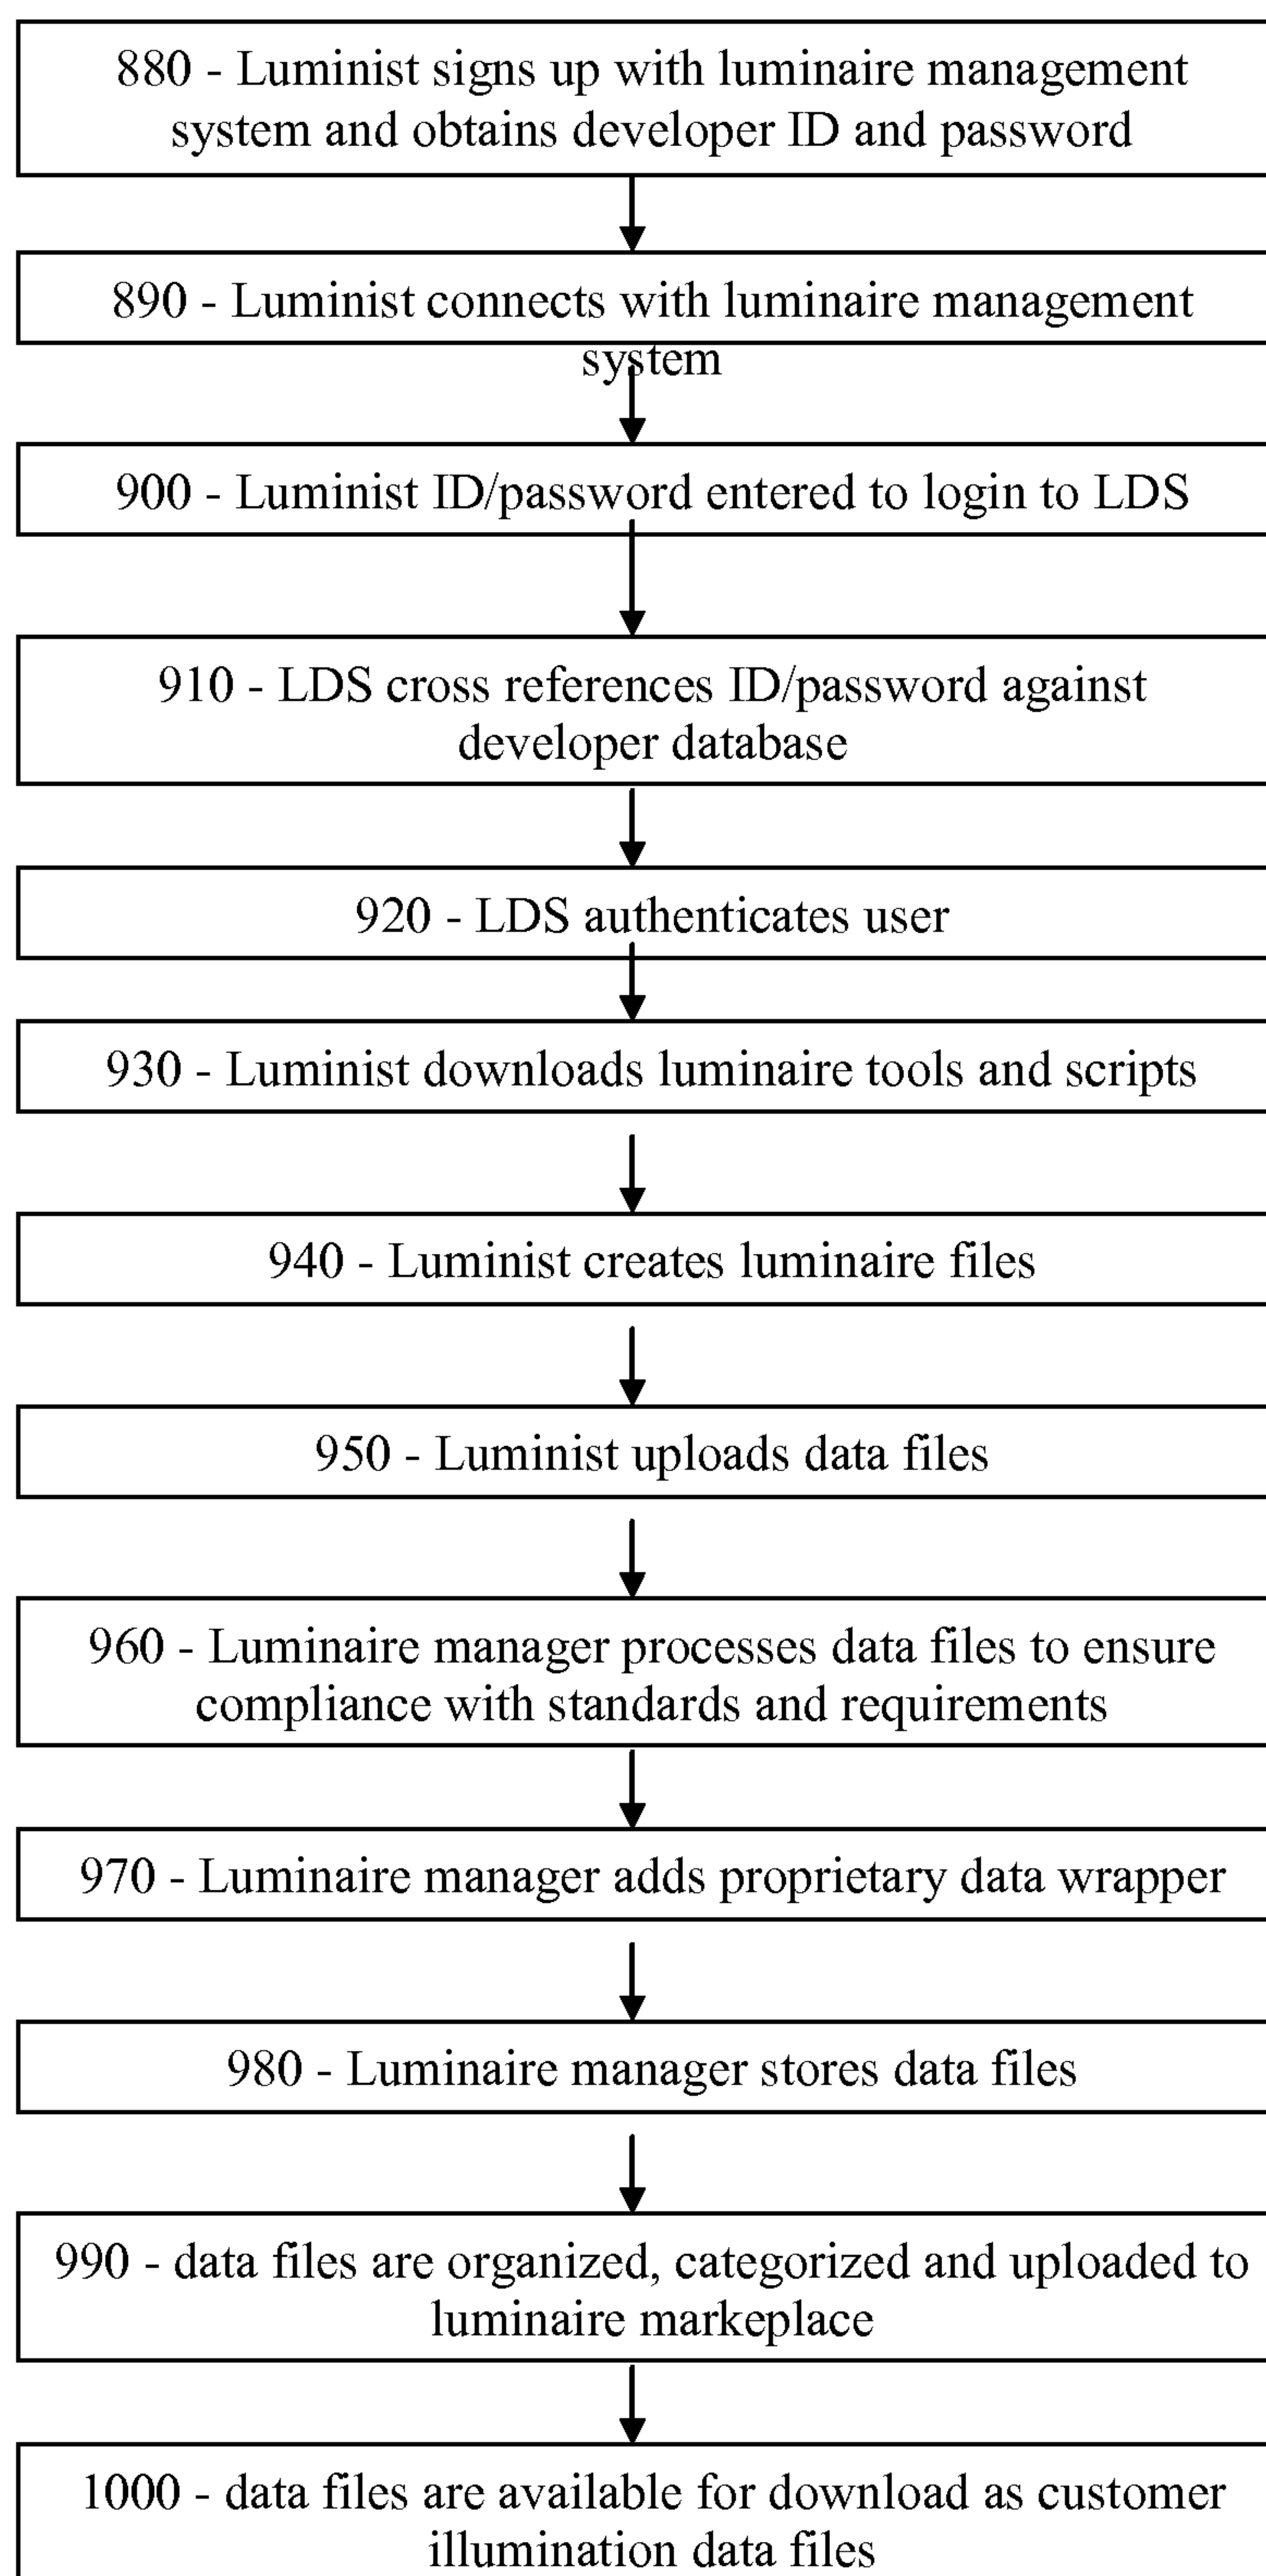 880 - Luminist signs up with luminaire management
system and obtains developer ID and password
890 - Luminist connects with luminaire management
system
900 - Luminist ID/password entered to login to LDS
910 - LDS cross references ID/password against
developer database
920 - LDS authenticates user
930 - Luminist downloads luminaire tools and scripts
940 - Luminist creates luminaire files
950 - Luminist uploads data files
960 - Luminaire manager processes data files to ensure
compliance with standards and requirements
970 - Luminaire manager adds proprietary data wrapper
980 - Luminaire manager stores data files
990 - data files are organized, categorized and uploaded to
luminaire markeplace
1000 - data files are available for download as customer
illumination data files